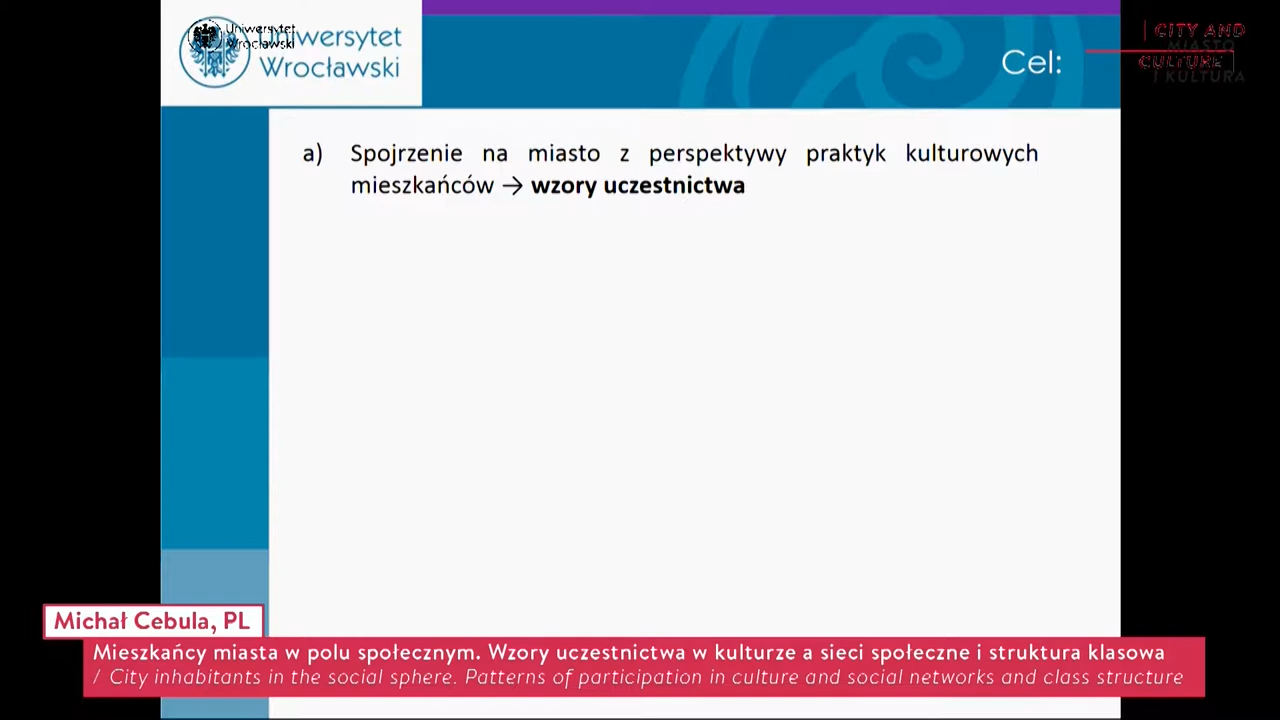 Uniwersytet
Wrocławski
Uniwersytet
Wrocławski
Cel:
CITY AND
MIASTO
CULTURE
I KULTURA
a) Spojrzenie na miasto z perspektywy praktyk kulturowych
mieszkańców → wzory uczestnictwa
Michał Cebula, PL
Mieszkańcy miasta w polu społecznym. Wzory uczestnictwa w kulturze a sieci społeczne i struktura klasowa
/ City inhabitants in the social sphere. Patterns of participation in culture and social networks and class structure